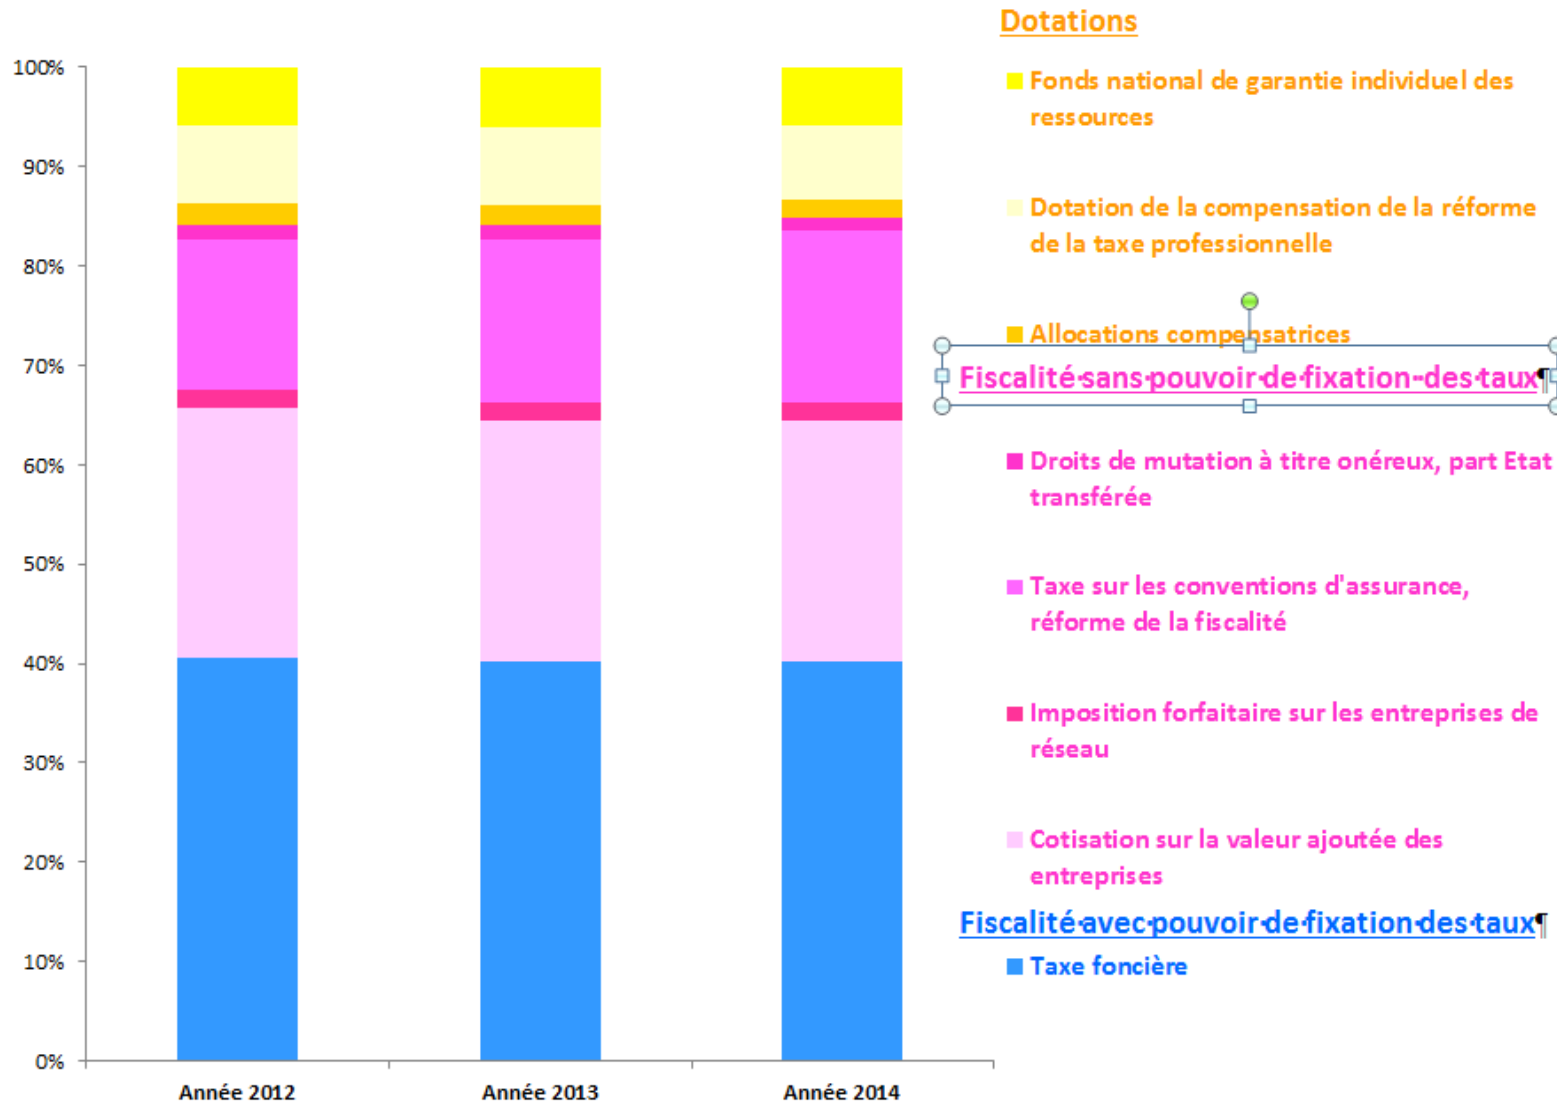 Dotations
100%
90%
80%
70%
60%
50%
40%
30%
20%
10%
0%
Année 2012
Année 2013
Année 2014
Fonds national de garantie individuel des
ressources
Dotation de la compensation de la réforme
de la taxe professionnelle
Allocations compensatrices
Fiscalité·sans·pouvoir·de·fixation··des·taux¶
Droits de mutation à titre onéreux, part Etat
transférée
Taxe sur les conventions d'assurance,
réforme de la fiscalité
Imposition forfaitaire sur les entreprises de
réseau
Cotisation sur la valeur ajoutée des
entreprises
Fiscalité·avec·pouvoir·de·fixation·des·taux¶
Taxe foncière